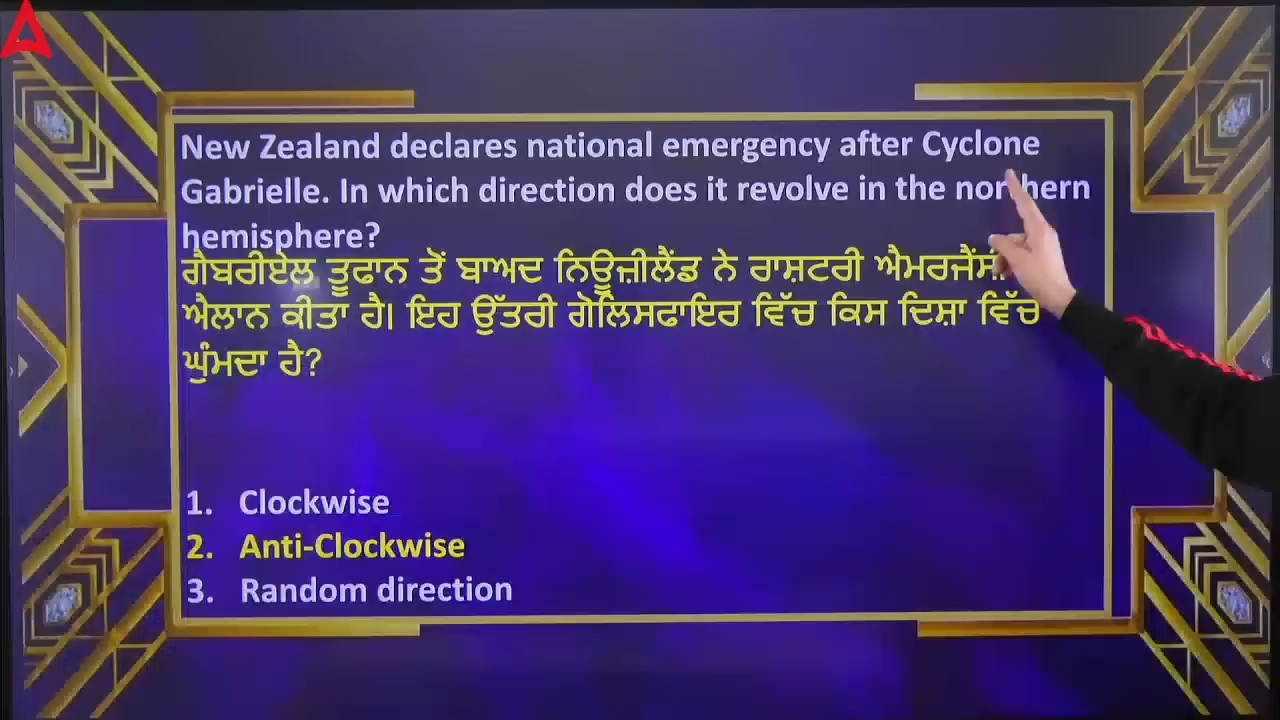 New Zealand declares national emergency after Cyclone
Gabrielle. In which direction does it revolve in the northern
hemisphere?
ਗੈਬਰੀਏਲ ਤੂਫਾਨ ਤੋਂ ਬਾਅਦ ਨਿਊਜ਼ੀਲੈਂਡ ਨੇ ਰਾਸ਼ਟਰੀ
ਐਲਾਨ ਕੀਤਾ ਹੈ। ਇਹ ਉੱਤਰੀ ਗੋਲਿਸਫਾਇਰ ਵਿੱਚ ਕਿਸ ਦਿਸ਼ਾ ਵਿੱਚ
ਘੁੰਮਦਾ ਹੈ?
1. Clockwise
2. Anti-Clockwise
3. Random direction